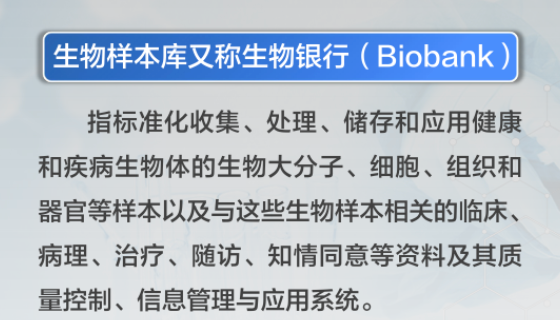 生物样本库又称生物银行（Biobank）
指标准化收集、处理、储存和应用健康
和疾病生物体的生物大分子、细胞、组织和
器官等样本以及与这些生物样本相关的临床、
病理、治疗、随访、知情同意等资料及其质
量控制、信息管理与应用系统。